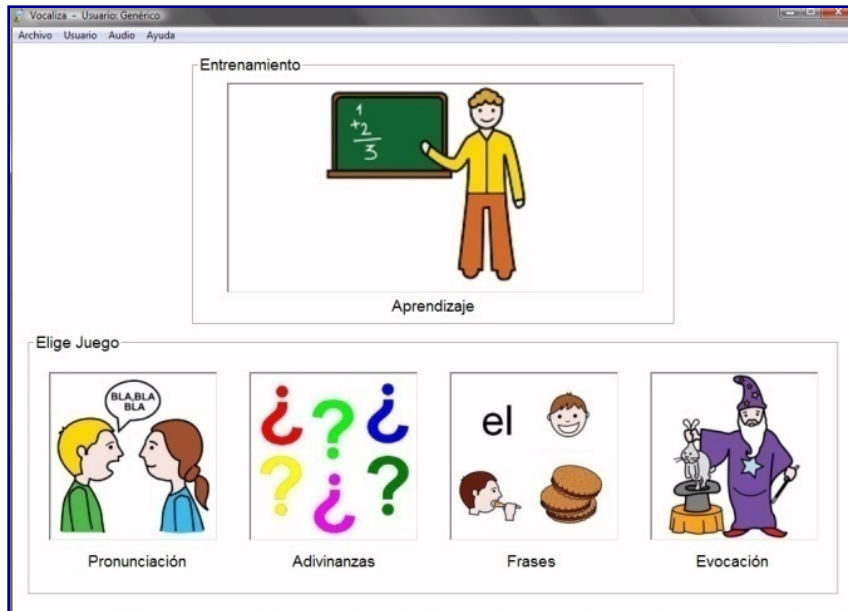 Vocaliza - Usuario: Genérico
Archivo Usuario Audio Ayuda
Entrenamiento
1
+2
3
Aprendizaje
Elige Juego
BLA,BLA
BLA
¿ ? ¿
? ¿ ?
el
Pronunciación Adivinanzas Frases Evocación